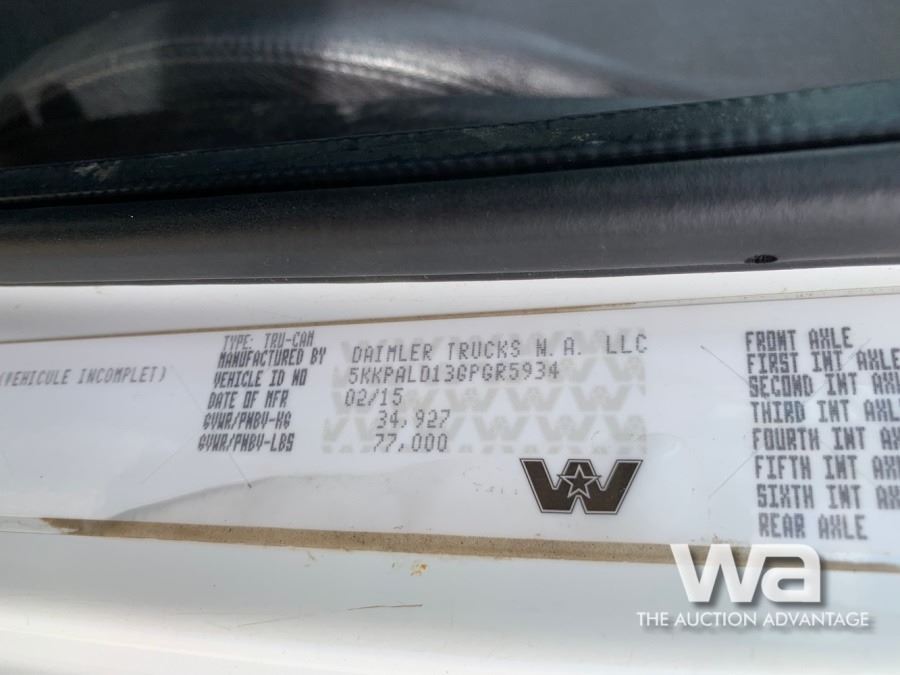 (VEHICULE INCOMPLET)
TYPE: TRU-CAM
MANUFACTURED BY DAIMLER TRUCKS N.A. LLC
VEHICLE ID NO 5KKPALD13GPGR5934
DATE OF MFR 02/15
GVWR/PNBV-KG 34,927
GVWR/PNBV-LBS 77,000
FRONT AXLE
FIRST INT AXLE
SECOND INT AXLE
THIRD INT AXLE
FOURTH INT AX
FIFTH INT AX
SIXTH INT AX
REAR AXLE
wa
THE AUCTION ADVANTAGE